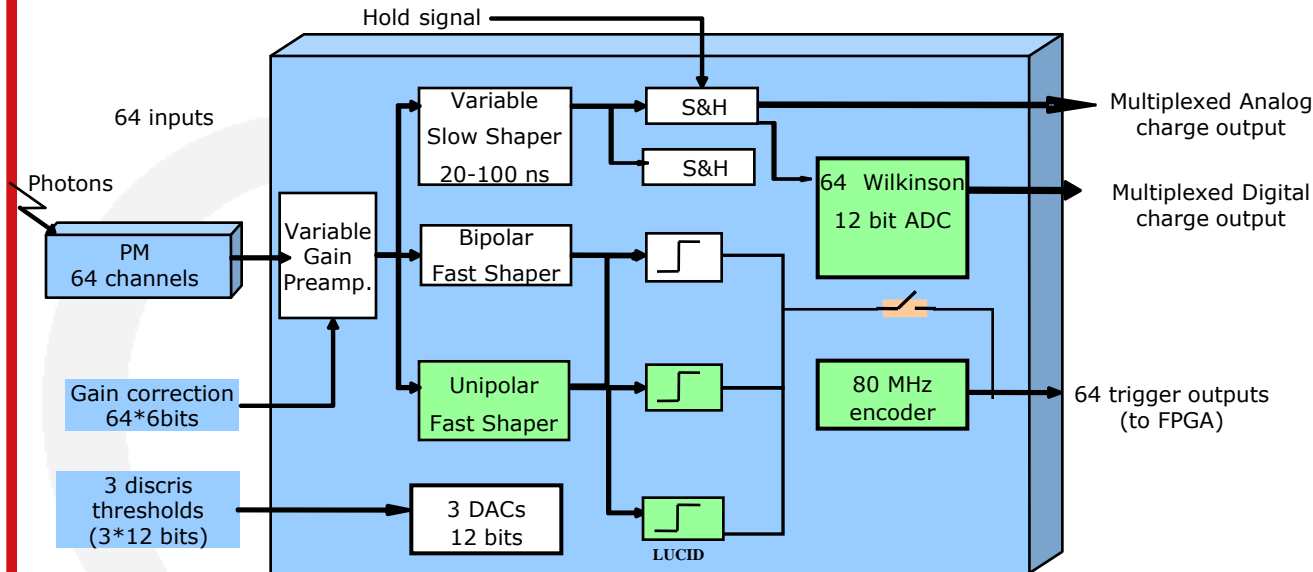 Hold signal
64 inputs
Photons
PM
64 channels
Variable
Gain
Preamp.
Gain correction
64*6bits
3 discris
thresholds
(3*12 bits)
Variable
Slow Shaper
20-100 ns
Bipolar
Fast Shaper
Unipolar
Fast Shaper
3 DACs
12 bits
S&H
S&H
LUCID
64 Wilkinson
12 bit ADC
80 MHz
encoder
Multiplexed Analog
charge output
Multiplexed Digital
charge output
64 trigger outputs
(to FPGA)